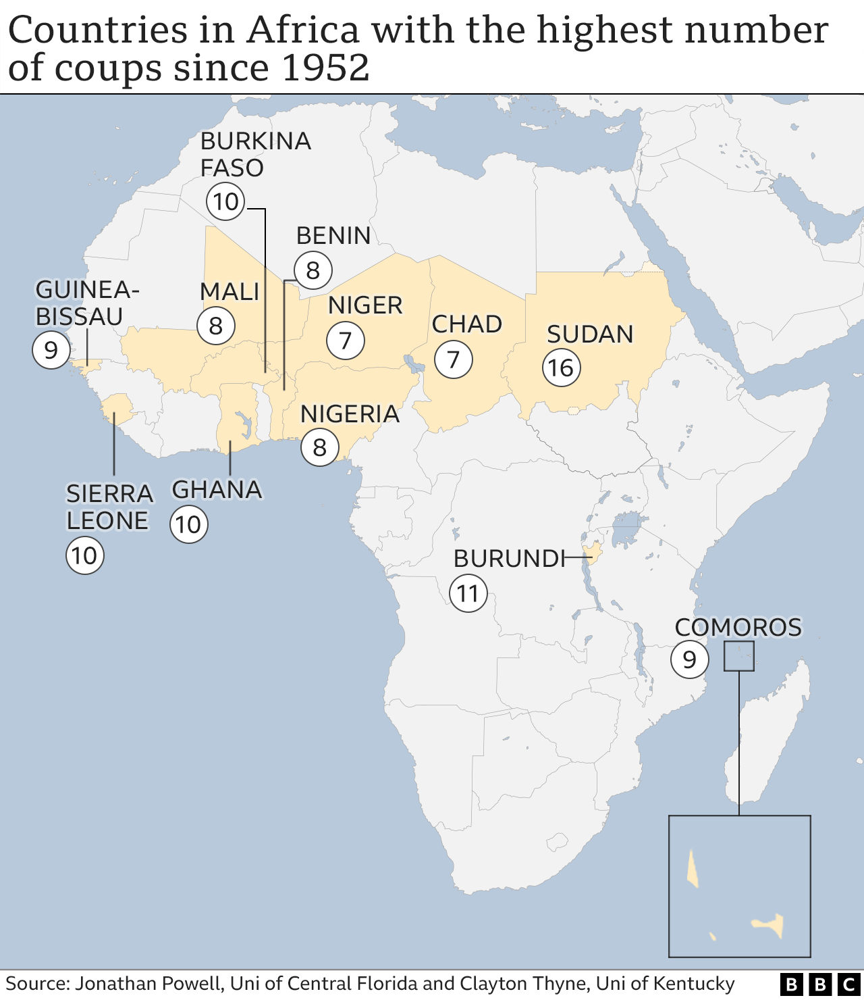 Countries in Africa with the highest number
of coups since 1952
BURKINA
FASO
10
BENIN
8
GUINEA-
BISSAU
9
MALI
8
NIGER
7
CHAD
7
SUDAN
16
NIGERIA
8
SIERRA
LEONE
10
GHANA
10
BURUNDI
11
COMOROS
9
Source: Jonathan Powell, Uni of Central Florida and Clayton Thyne, Uni of Kentucky
BBC